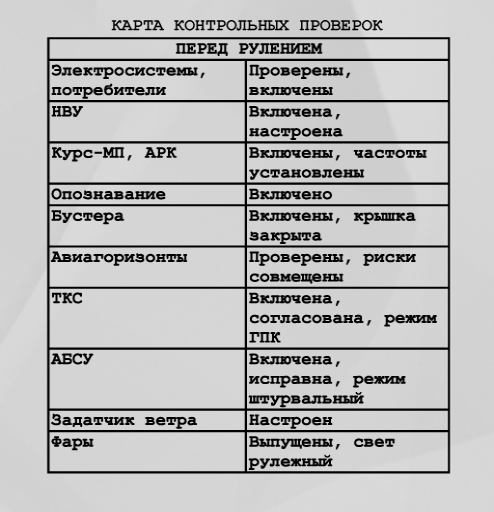 КАРТА КОНТРОЛЬНЫХ ПРОВЕРОК
ПЕРЕД РУЛЕНИЕМ
Электросистемы, Проверены,
потребители включены
НВУ Включена,
настроена
Курс-МП, АРК Включены, частоты
установлены
Опознавание Включено
Бустера Включены, крышка
закрыта
Авиагоризонты Проверены, риски
совмещены
ТКС Включена,
согласована, режим
ГПК
АБСУ Включена,
исправна, режим
штурвальный
Задатчик ветра Настроен
Фары Выпущены, свет
рулежный